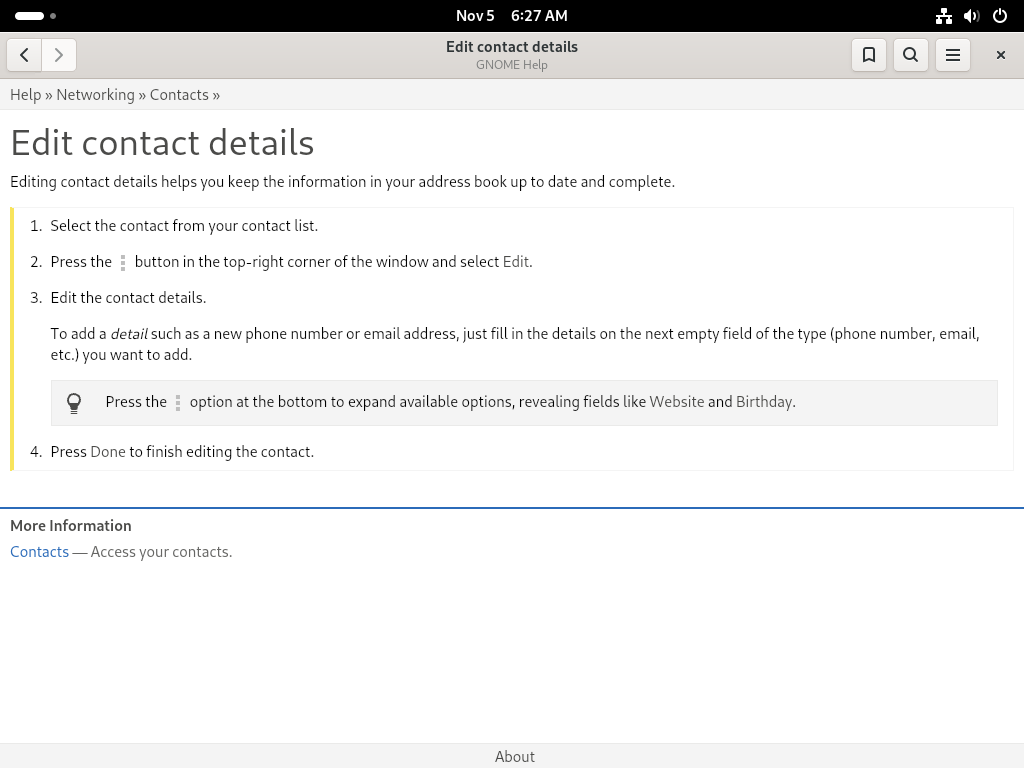 Nov 5 6:27 AM
Edit contact details
GNOME Help
Help » Networking » Contacts »
Edit contact details
Editing contact details helps you keep the information in your address book up to date and complete.
1. Select the contact from your contact list.
2. Press the button in the top-right corner of the window and select Edit.
3. Edit the contact details.
To add a detail such as a new phone number or email address, just fill in the details on the next empty field of the type (phone number, email,
etc.) you want to add.
Press the option at the bottom to expand available options, revealing fields like Website and Birthday.
4. Press Done to finish editing the contact.
More Information
Contacts — Access your contacts.
About